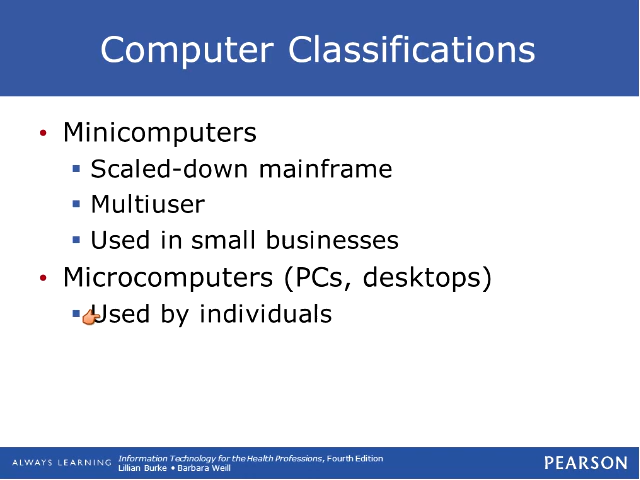 Computer Classifications
• Minicomputers
▪ Scaled-down mainframe
▪ Multiuser
▪ Used in small businesses
• Microcomputers (PCs, desktops)
▪ Used by individuals
ALWAYS LEARNING
Information Technology for the Health Professions, Fourth Edition
Lillian Burke • Barbara Weill
PEARSON